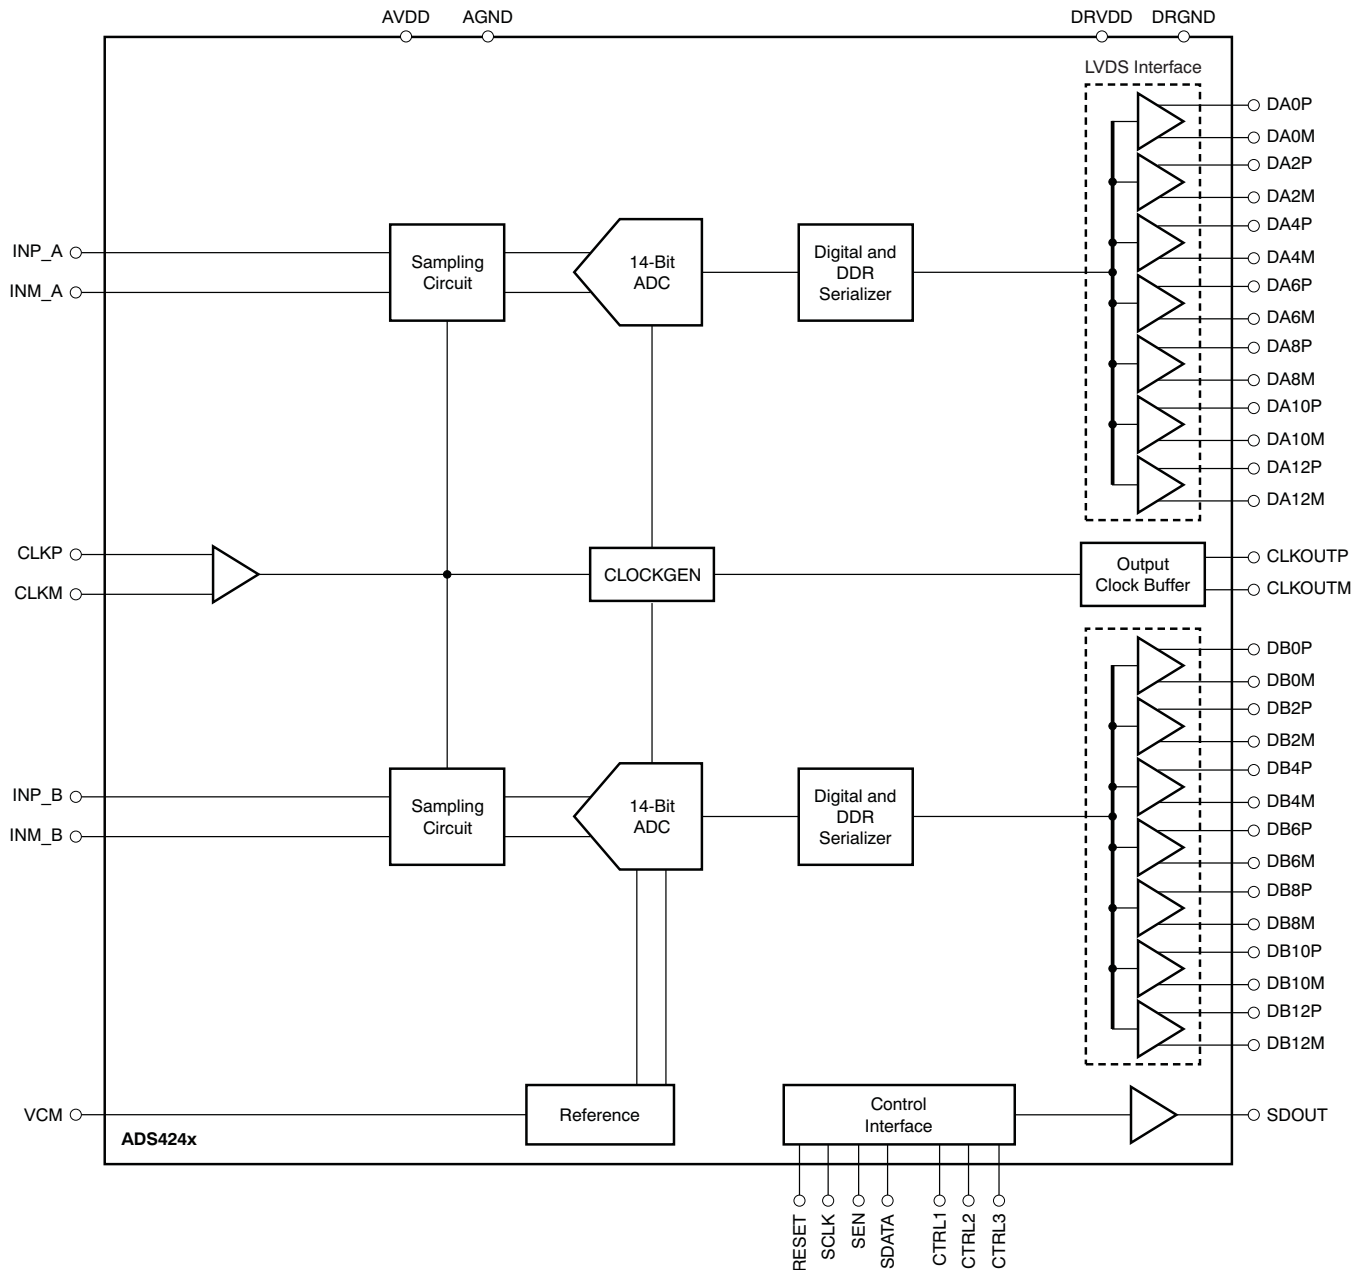 AVDD AGND DRVDD DRGND
LVDS Interface
DA0P
DA0M
DA2P
DA2M
DA4P
DA4M
DA6P
DA6M
DA8P
DA8M
DA10P
DA10M
DA12P
DA12M
INP_A
INM_A
Sampling
Circuit
14-Bit
ADC
Digital and
DDR
Serializer
CLKP
CLKM
CLOCKGEN
Output
Clock Buffer
CLKOUTP
CLKOUTM
DB0P
DB0M
DB2P
DB2M
DB4P
DB4M
DB6P
DB6M
DB8P
DB8M
DB10P
DB10M
DB12P
DB12M
INP_B
INM_B
Sampling
Circuit
14-Bit
ADC
Digital and
DDR
Serializer
VCM
Reference
Control
Interface
SDOUT
ADS424x
RESET
SCLK
SEN
SDATA
CTRL1
CTRL2
CTRL3